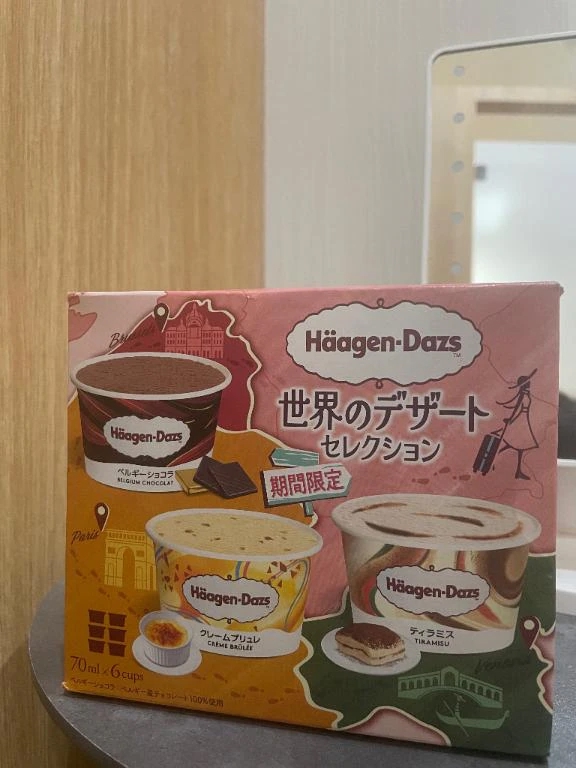 Häagen-Dazs™
世界のデザート
セレクション
期間限定
Brussels
Häagen-Dazs
ベルギーショコラ
BELGIUM CHOCOLAT
Paris
Häagen-Dazs
クレームブリュレ
CRÈME BRÛLÉE
Häagen-Dazs
ティラミス
TIRAMISU
Venezia
70ml×6cups
ベルギーショコラ：ベルギー産チョコレート100%使用